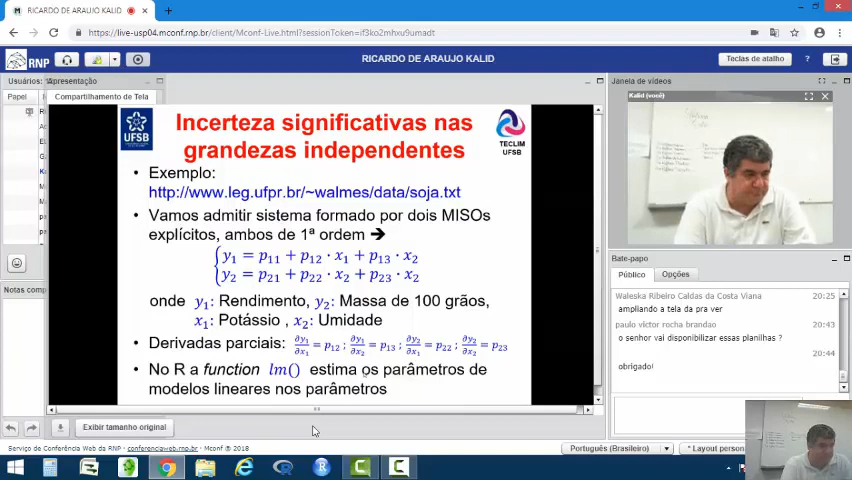 RICARDO DE ARAUJO KALID
https://live-usp04.mconf.rnp.br/client/Mconf-Live.html?sessionToken=if3ko2mhxu9umadt
RNP
RICARDO DE ARAUJO KALID
Teclas de atalho
?
Usuários:
Apresentação
Janela de vídeos
Papel
Compartilhamento de Tela
Kalid (você)
UFSB
TECLIM
UFSB
Incerteza significativas nas
grandezas independentes
• Exemplo:
http://www.leg.ufpr.br/~walmes/data/soja.txt
• Vamos admitir sistema formado por dois MISOs
explícitos, ambos de 1ª ordem ➔
y₁ = p₁₁ + p₁₂ · x₁ + p₁₃ · x₂
y₂ = p₂₁ + p₂₂ · x₂ + p₂₃ · x₂
onde y₁: Rendimento, y₂: Massa de 100 grãos,
x₁: Potássio , x₂: Umidade
• Derivadas parciais: ∂y₁/∂x₁ = p₁₂ ; ∂y₁/∂x₂ = p₁₃ ; ∂y₂/∂x₁ = p₂₂ ; ∂y₂/∂x₂ = p₂₃
• No R a function lm() estima os parâmetros de
modelos lineares nos parâmetros
Notas comp
Exibir tamanho original
Bate-papo
Público
Opções
Waleska Ribeiro Caldas da Costa Viana 20:25
ampliando a tela da pra ver
paulo victor rocha brandao 20:43
o senhor vai disponibilizar essas planilhas ?
20:44
obrigado!
Serviço de Conferência Web da RNP • conferenciaweb.rnp.br • Mconf ® 2018
Português (Brasileiro)
* Layout person